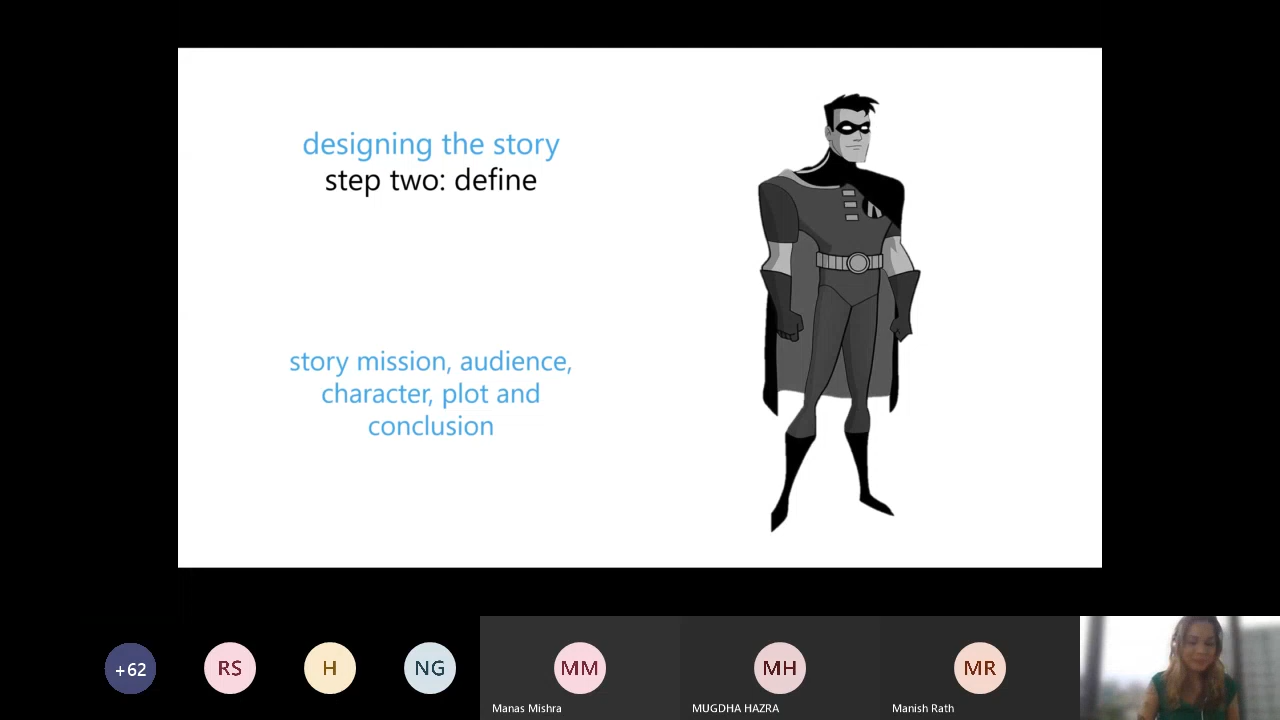 designing the story
step two: define
story mission, audience,
character, plot and
conclusion
+62
RS
H
NG
MM
MH
MR
Manas Mishra
MUGDHA HAZRA
Manish Rath